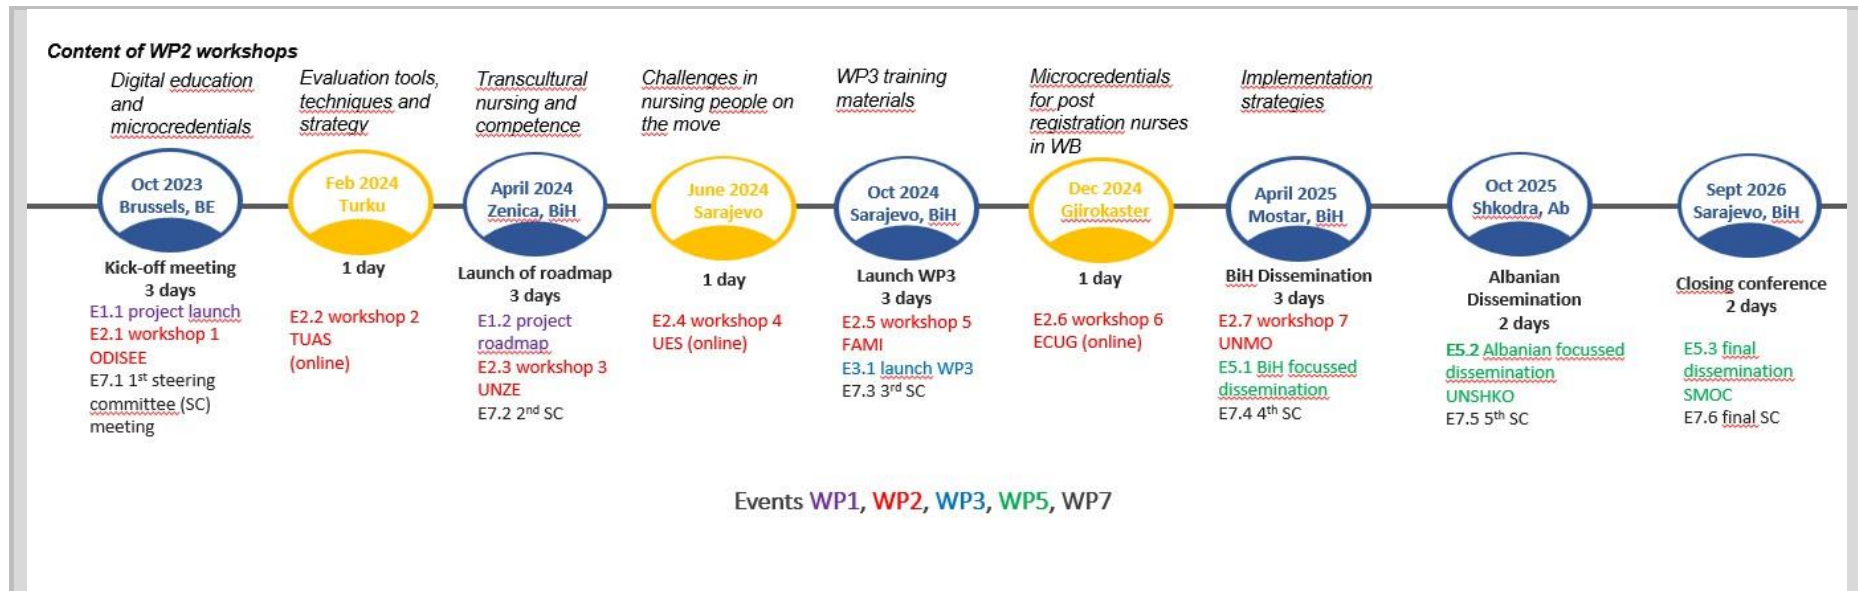 Content of WP2 workshops
Digital education
and
microcredentials
Evaluation tools,
techniques and
strategy
Transcultural
nursing and
competence
Challenges in
nursing people on
the move
WP3 training
materials
Microcredentials
for post
registration nurses
in WB
Implementation
strategies
Oct 2023
Brussels, BE
Feb 2024
Turku
April 2024
Zenica, BiH
June 2024
Sarajevo
Oct 2024
Sarajevo, BiH
Dec 2024
Gjirokaster
April 2025
Mostar, BiH
Oct 2025
Shkodra, Ab
Sept 2026
Sarajevo, BiH
Kick-off meeting
3 days
E1.1 project launch
E2.1 workshop 1
ODISEE
E7.1 1st steering
committee (SC)
meeting
1 day
E2.2 workshop 2
TUAS
(online)
Launch of roadmap
3 days
E1.2 project
roadmap
E2.3 workshop 3
UNZE
E7.2 2nd SC
1 day
E2.4 workshop 4
UES (online)
Launch WP3
3 days
E2.5 workshop 5
FAMI
E3.1 launch WP3
E7.3 3rd SC
1 day
E2.6 workshop 6
ECUG (online)
BiH Dissemination
3 days
E2.7 workshop 7
UNMO
E5.1 BiH focussed
dissemination
E7.4 4th SC
Albanian
Dissemination
2 days
E5.2 Albanian focussed
dissemination
UNSHKO
E7.5 5th SC
Closing conference
2 days
E5.3 final
dissemination
SMOC
E7.6 final SC
Events WP1, WP2, WP3, WP5, WP7